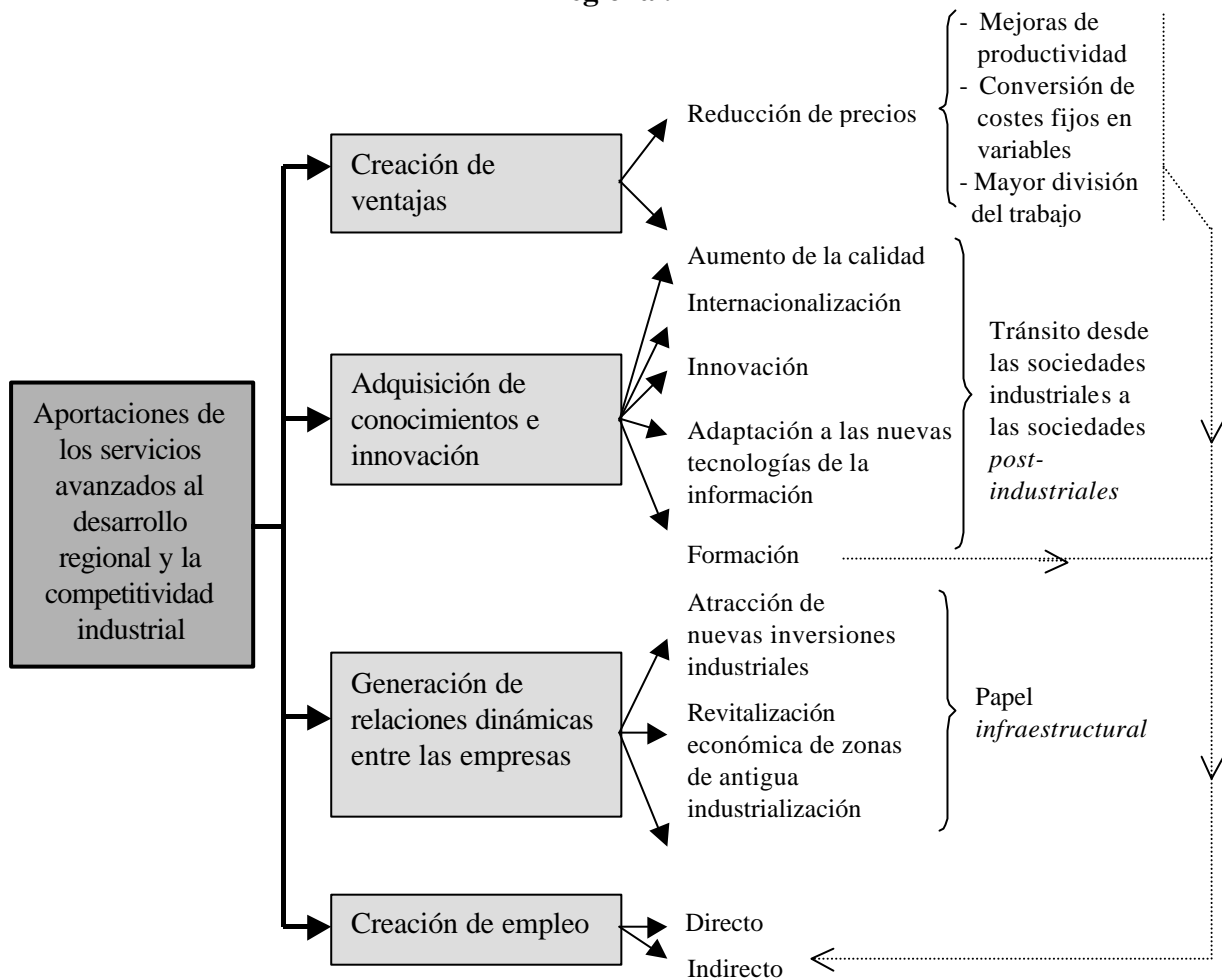 - Mejoras de
productividad
- Conversión de
costes fijos en
variables
- Mayor división
del trabajo
Reducción de precios
Creación de
ventajas
Aumento de la calidad
Internacionalización
Innovación
Adaptación a las nuevas
tecnologías de la
información
Formación
Tránsito desde
las sociedades
industriales a
las sociedades
post-
industriales
Adquisición de
conocimientos e
innovación
Aportaciones de
los servicios
avanzados al
desarrollo
regional y la
competitividad
industrial
Generación de
relaciones dinámicas
entre las empresas
Atracción de
nuevas inversiones
industriales
Revitalización
económica de zonas
de antigua
industrialización
Papel
infraestructural
Creación de empleo
Directo
Indirecto